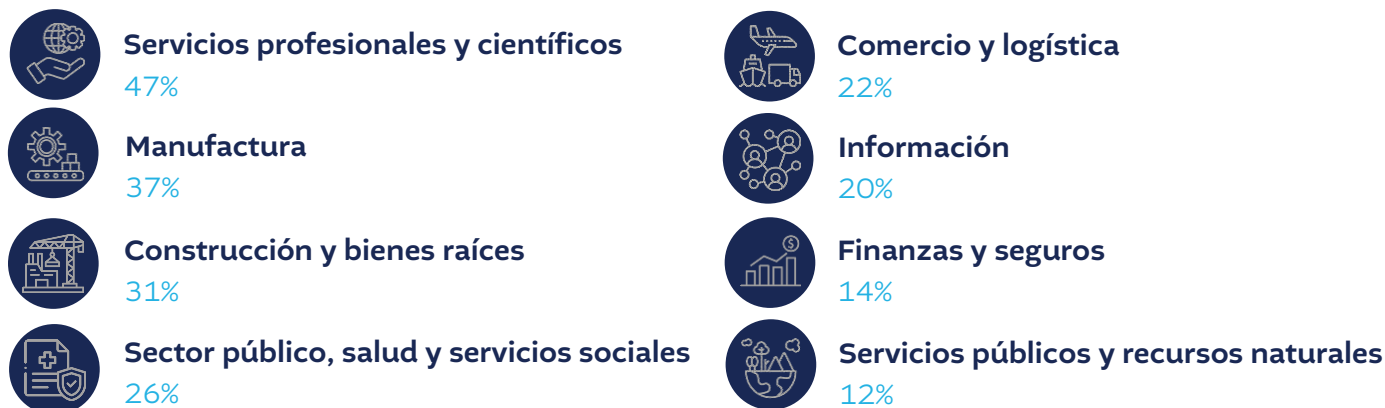 Servicios profesionales y científicos
47%
Manufactura
37%
Construcción y bienes raíces
31%
Sector público, salud y servicios sociales
26%
Comercio y logística
22%
Información
20%
Finanzas y seguros
14%
Servicios públicos y recursos naturales
12%